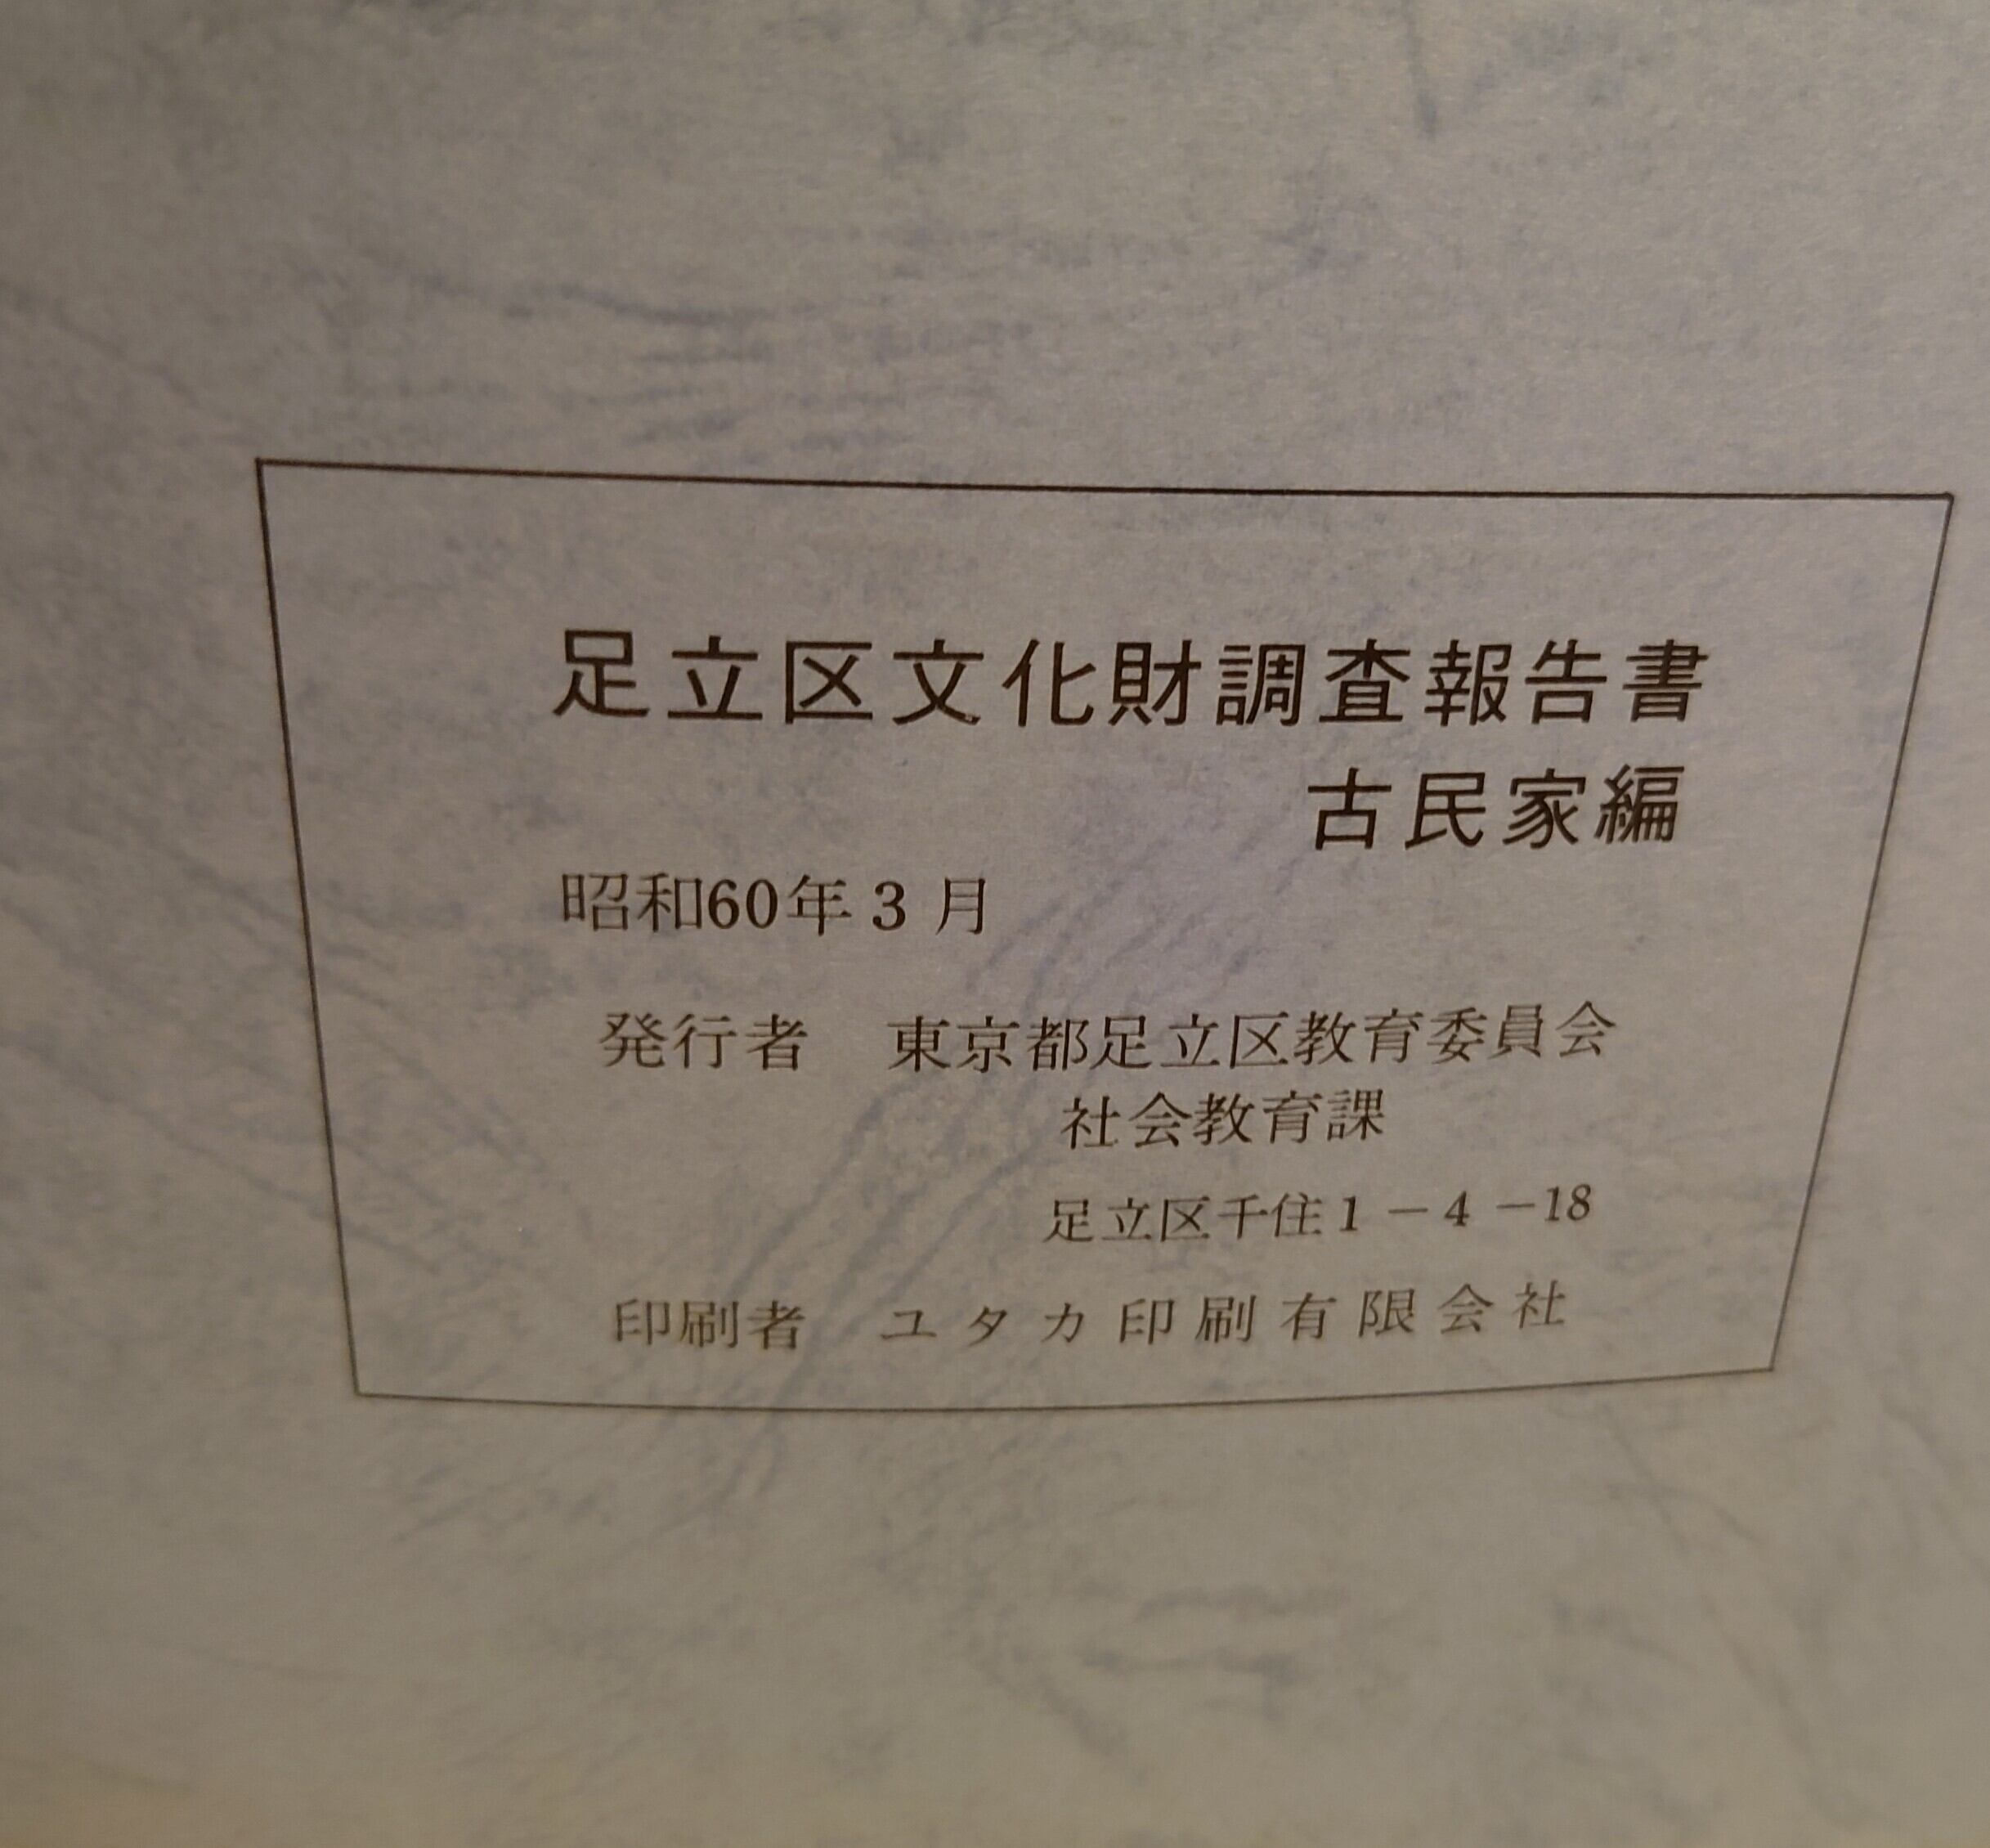 足立区文化財調査報告書
古民家編
昭和60年3月
発行者　東京都足立区教育委員会
社会教育課
足立区千住1－4－18
印刷者　ユタカ印刷有限会社